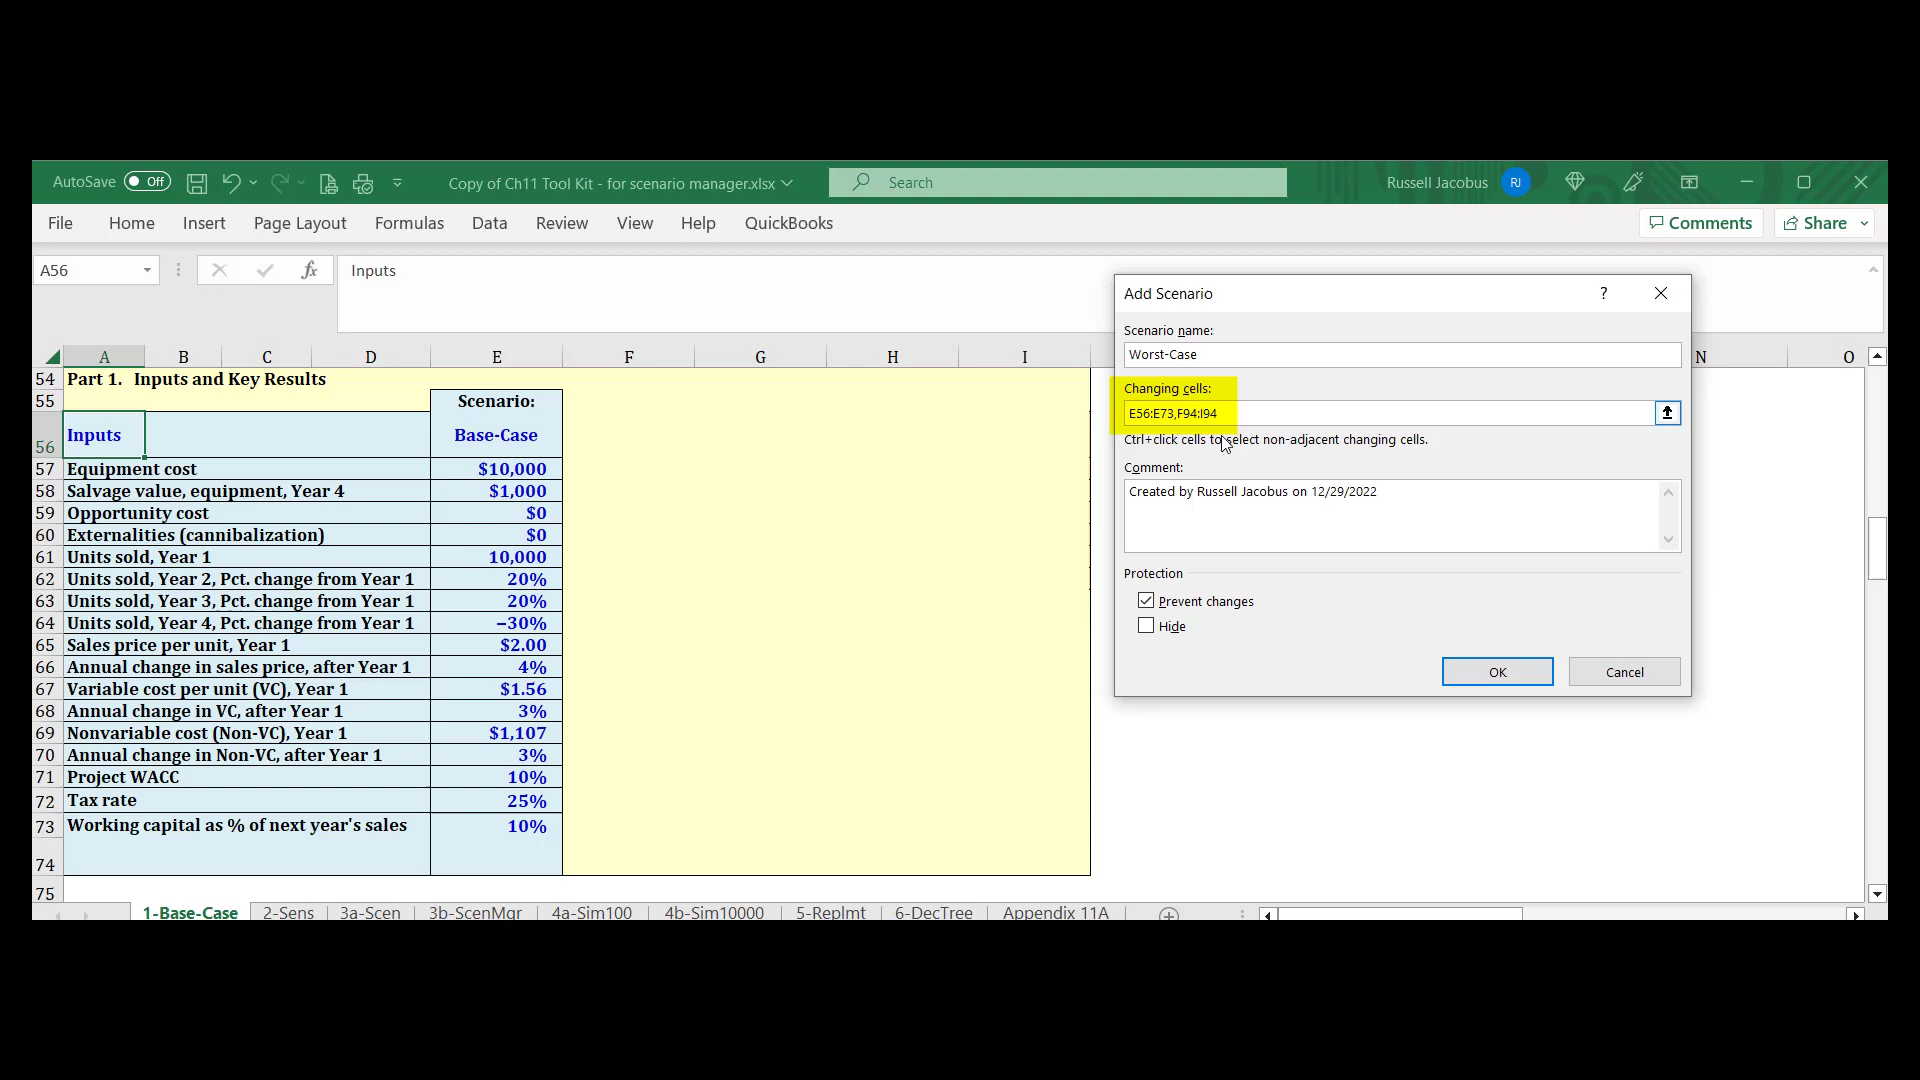 AutoSave Off Copy of Ch11 Tool Kit - for scenario manager.xlsx Search Russell Jacobus RJ
File Home Insert Page Layout Formulas Data Review View Help QuickBooks Comments Share
A56 fx Inputs
A B C D E F G H I N O
54 Part 1. Inputs and Key Results
55 Scenario:
56 Inputs Base-Case
57 Equipment cost $10,000
58 Salvage value, equipment, Year 4 $1,000
59 Opportunity cost $0
60 Externalities (cannibalization) $0
61 Units sold, Year 1 10,000
62 Units sold, Year 2, Pct. change from Year 1 20%
63 Units sold, Year 3, Pct. change from Year 1 20%
64 Units sold, Year 4, Pct. change from Year 1 −30%
65 Sales price per unit, Year 1 $2.00
66 Annual change in sales price, after Year 1 4%
67 Variable cost per unit (VC), Year 1 $1.56
68 Annual change in VC, after Year 1 3%
69 Nonvariable cost (Non-VC), Year 1 $1,107
70 Annual change in Non-VC, after Year 1 3%
71 Project WACC 10%
72 Tax rate 25%
73 Working capital as % of next year's sales 10%
74
75
Add Scenario ?
Scenario name:
Worst-Case
Changing cells:
E56:E73,F94:I94
Ctrl+click cells to select non-adjacent changing cells.
Comment:
Created by Russell Jacobus on 12/29/2022
Protection
Prevent changes
Hide
OK Cancel
1-Base-Case 2-Sens 3a-Scen 3b-ScenMgr 4a-Sim100 4b-Sim10000 5-Replmt 6-DecTree Appendix 11A